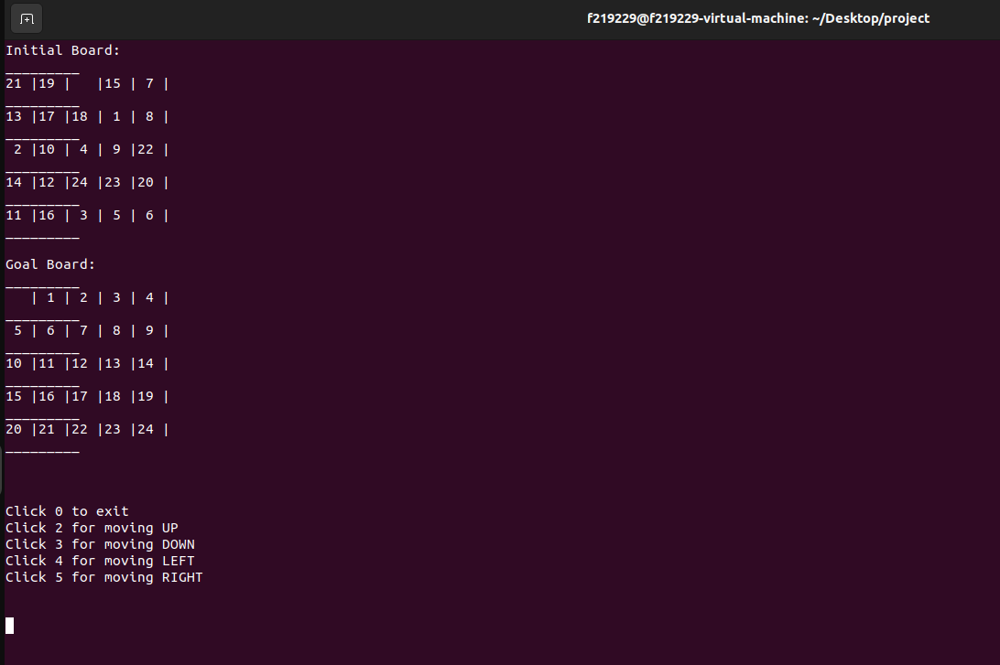 f219229@f219229-virtual-machine: ~/Desktop/project
Initial Board:
_________
21 |19 |   |15 | 7 |
_________
13 |17 |18 | 1 | 8 |
_________
 2 |10 | 4 | 9 |22 |
_________
14 |12 |24 |23 |20 |
_________
11 |16 | 3 | 5 | 6 |
_________
Goal Board:
_________
   | 1 | 2 | 3 | 4 |
_________
 5 | 6 | 7 | 8 | 9 |
_________
10 |11 |12 |13 |14 |
_________
15 |16 |17 |18 |19 |
_________
20 |21 |22 |23 |24 |
_________
Click 0 to exit
Click 2 for moving UP
Click 3 for moving DOWN
Click 4 for moving LEFT
Click 5 for moving RIGHT